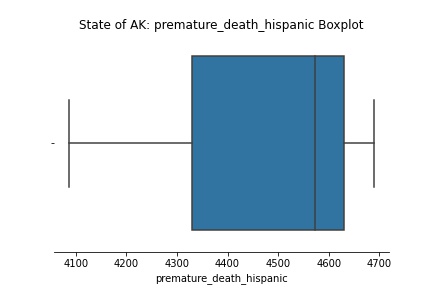 State of AK: premature_death_hispanic Boxplot
-
4100 4200 4300 4400 4500 4600 4700
premature_death_hispanic